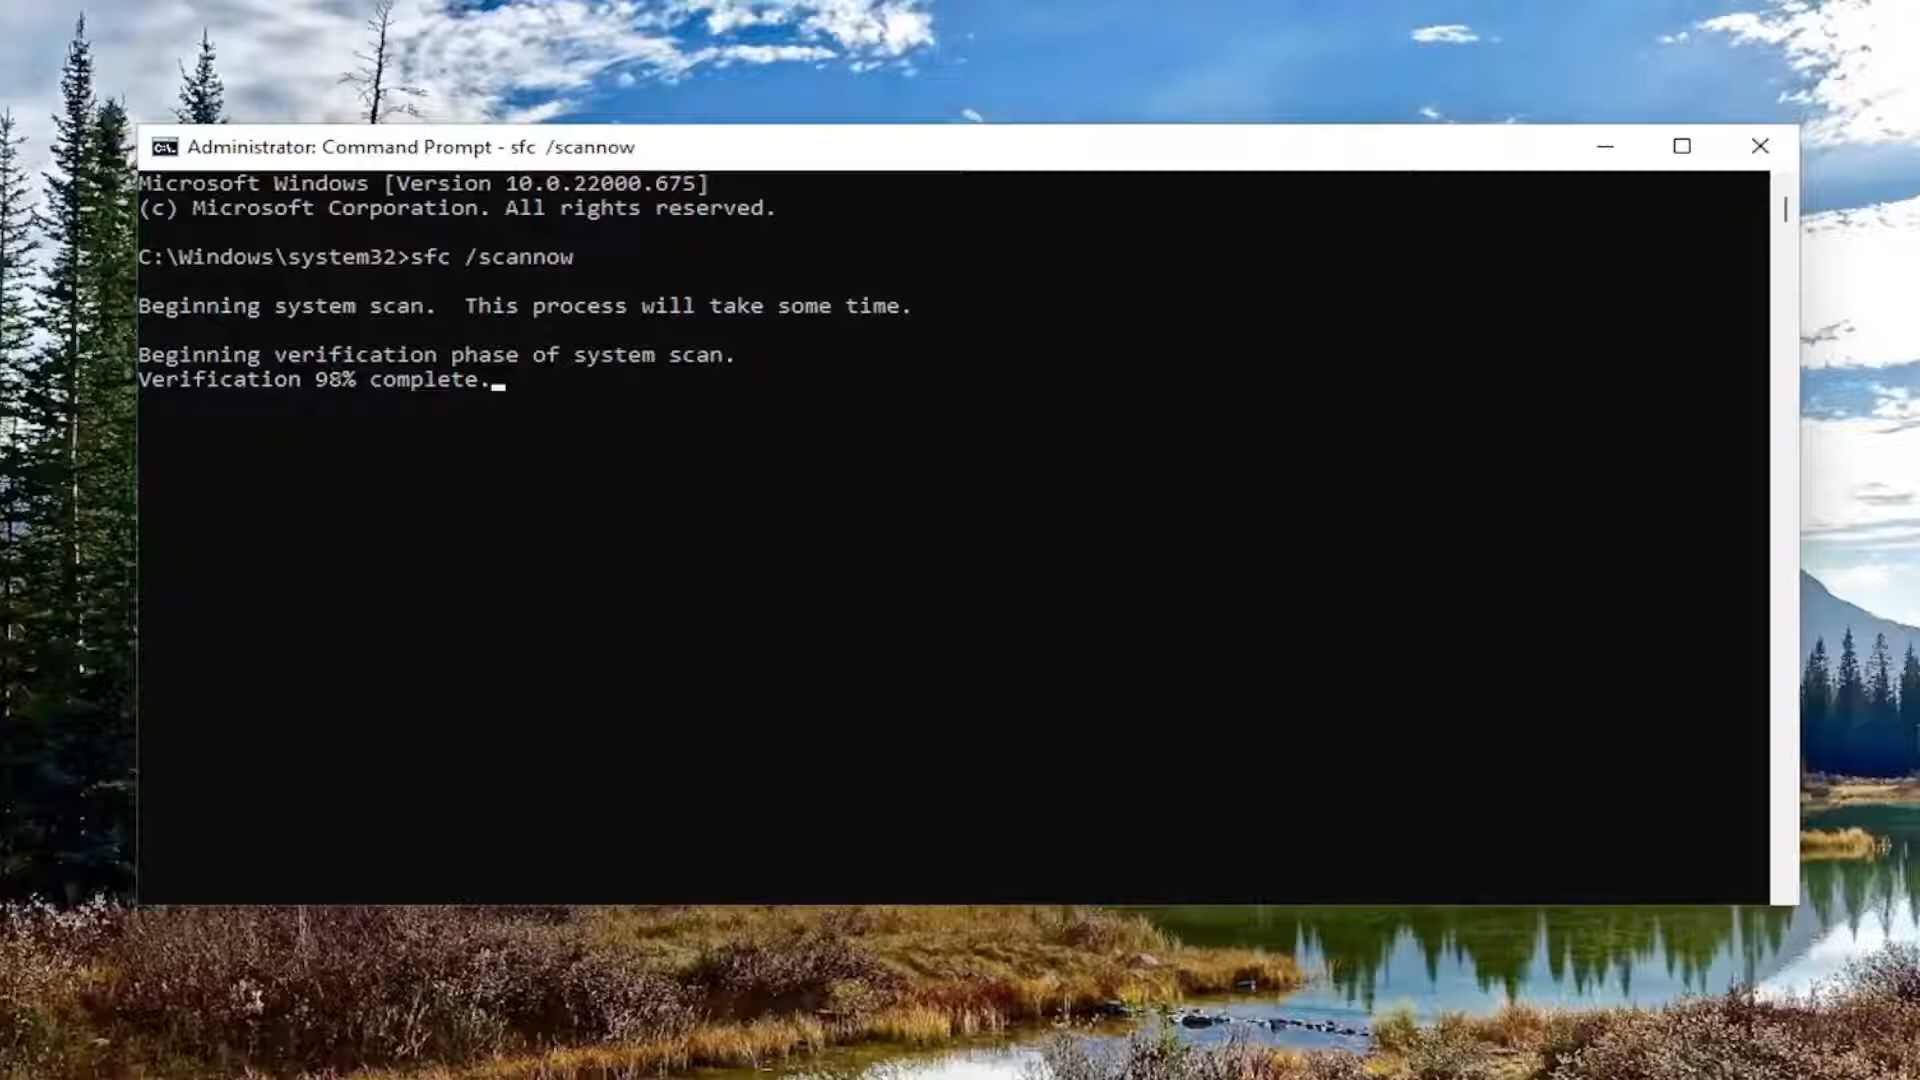 Administrator: Command Prompt - sfc  /scannow
Microsoft Windows [Version 10.0.22000.675]
(c) Microsoft Corporation. All rights reserved.
C:\Windows\system32>sfc /scannow
Beginning system scan.  This process will take some time.
Beginning verification phase of system scan.
Verification 98% complete.